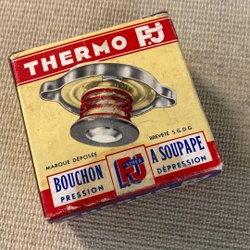 THERMO PJ
MARQUE DÉPOSÉE
BREVETÉ S.G.D.G.
BOUCHON
PRESSION
PJ
A SOUPAPE
DÉPRESSION